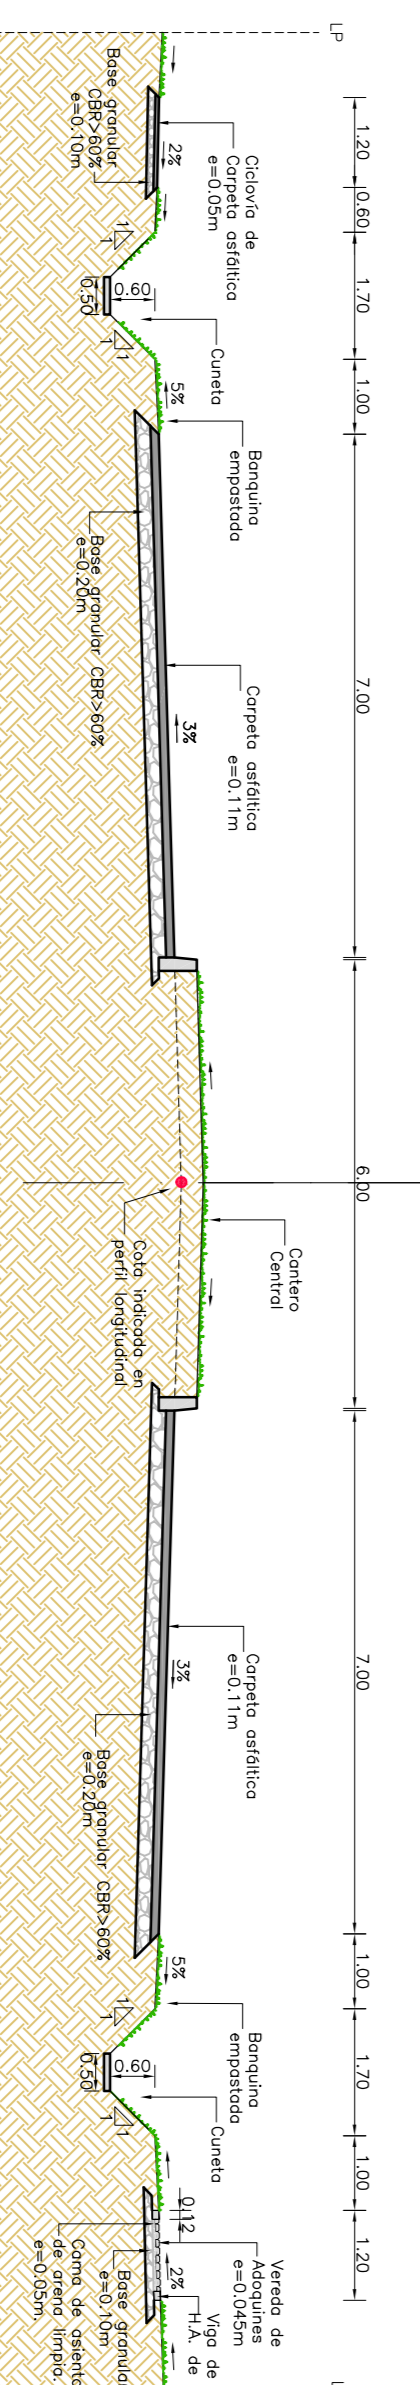 LP
1.20
0.60
1.70
1.00
7.00
6.00
7.00
1.00
1.70
1.00
1.20
Base granular
CBR>60%
e=0.10m
2%
Ciclovía de
Carpeta asfáltica
e=0.05m
1
1
0.60
0.50
1
1
Cuneta
5%
Banquina
empastada
Base granular CBR>60%
e=0.20m
Carpeta asfáltica
e=0.11m
3%
Cantero
Central
Cota indicada en
perfil longitudinal
Carpeta asfáltica
e=0.11m
3%
Base granular CBR>60%
e=0.20m
5%
Banquina
empastada
1
1
0.60
0.50
1
1
Cuneta
0.12
Vereda de
Adoquines
e=0.045m
2%
Viga de
H.A. de
Base granular
e=0.10m
Cama de asiento
de arena limpia.
e=0.05m.